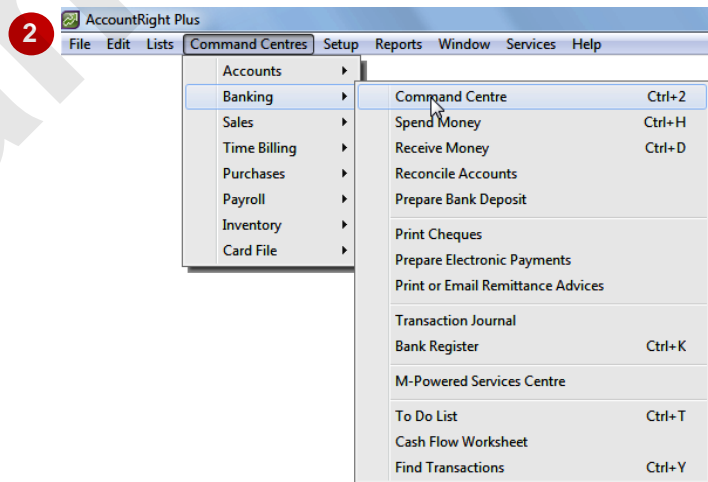 2
AccountRight Plus
File Edit Lists Command Centres Setup Reports Window Services Help
Accounts
Banking
Sales
Time Billing
Purchases
Payroll
Inventory
Card File
Command Centre Ctrl+2
Spend Money Ctrl+H
Receive Money Ctrl+D
Reconcile Accounts
Prepare Bank Deposit
Print Cheques
Prepare Electronic Payments
Print or Email Remittance Advices
Transaction Journal
Bank Register Ctrl+K
M-Powered Services Centre
To Do List Ctrl+T
Cash Flow Worksheet
Find Transactions Ctrl+Y